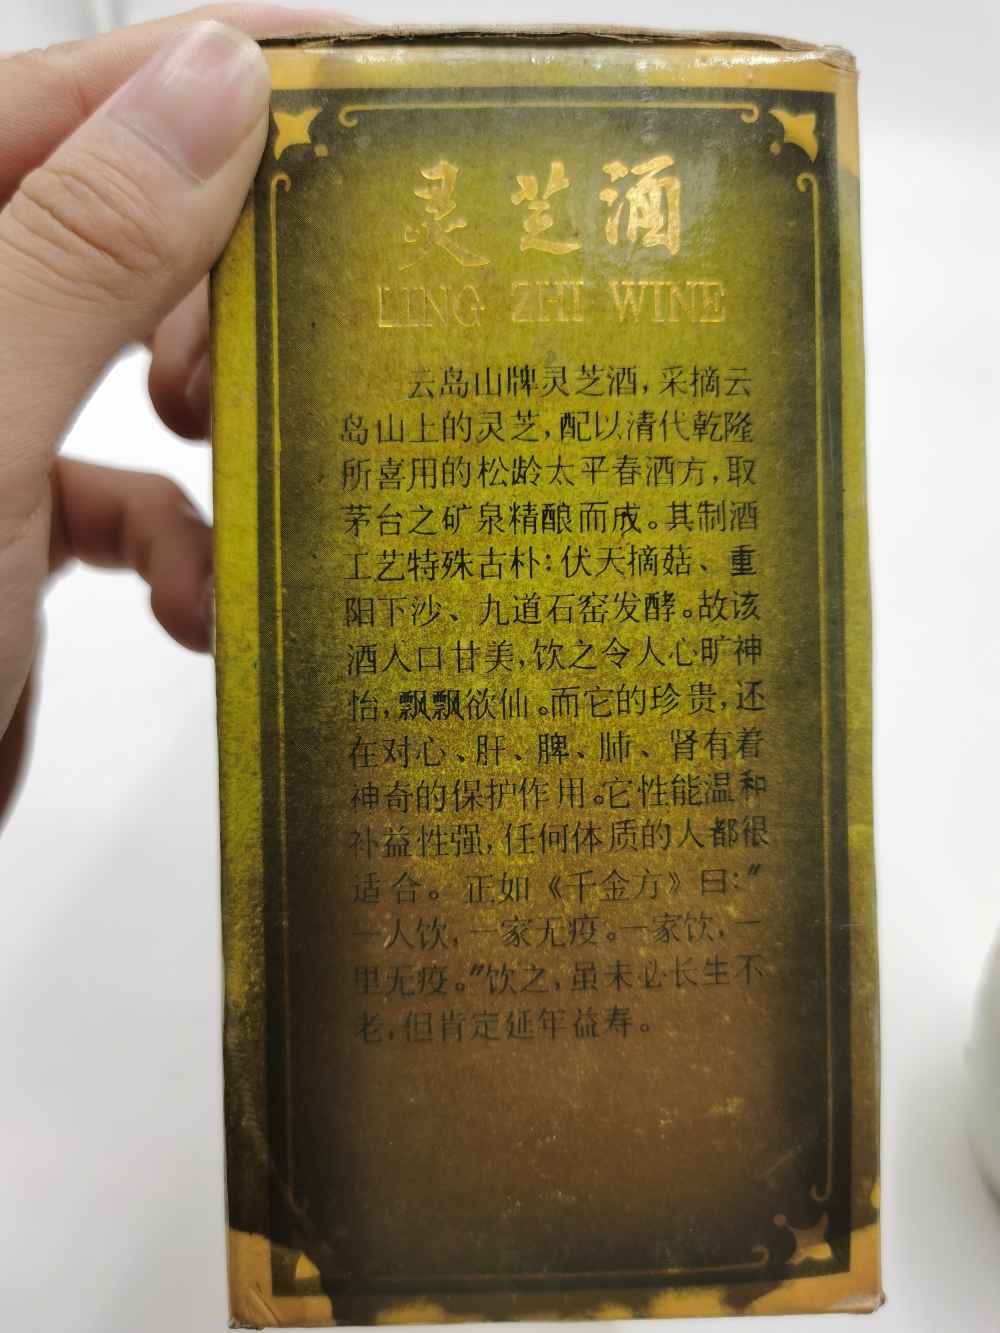 灵芝酒
LING ZHI WINE
云岛山牌灵芝酒,采摘云
岛山上的灵芝,配以清代乾隆
所喜用的松龄太平春酒方,取
茅台之矿泉精酿而成。其制酒
工艺特殊古朴:伏天摘菇、重
阳下沙、九道石窑发酵。故该
酒入口甘美,饮之令人心旷神
怡,飘飘欲仙。而它的珍贵,还
在对心、肝、脾、肺、肾有着
神奇的保护作用。它性能温和
补益性强,任何体质的人都很
适合。正如《千金方》曰:"
一人饮,一家无疫。一家饮,一
里无疫。"饮之,虽未必长生不
老,但肯定延年益寿。